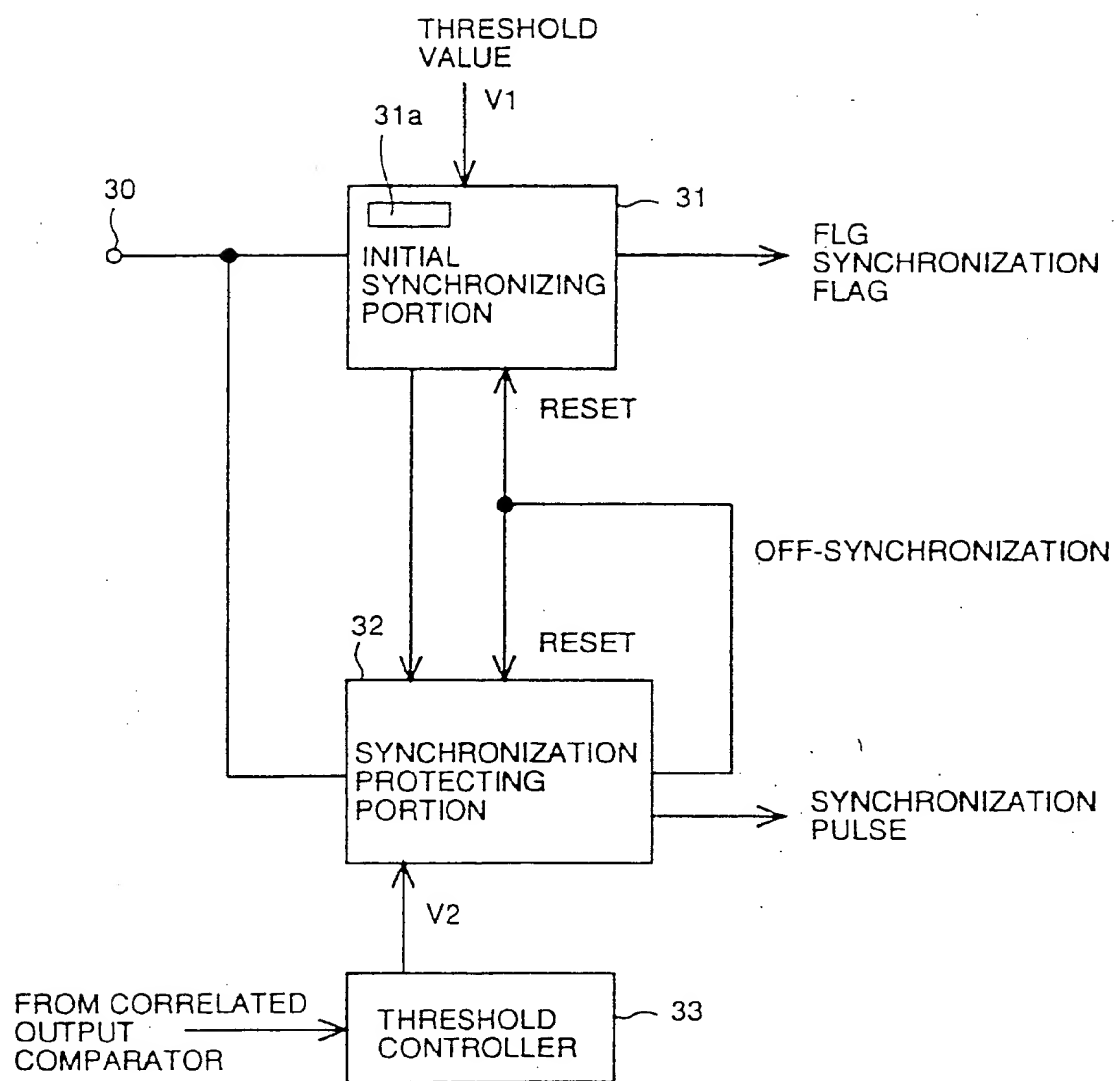 THRESHOLD
VALUE
V1
31a
30
31
INITIAL
SYNCHRONIZING
PORTION
FLG
SYNCHRONIZATION
FLAG
RESET
OFF-SYNCHRONIZATION
RESET
32
SYNCHRONIZATION
PROTECTING
PORTION
SYNCHRONIZATION
PULSE
V2
FROM CORRELATED
OUTPUT
COMPARATOR
THRESHOLD
CONTROLLER
33